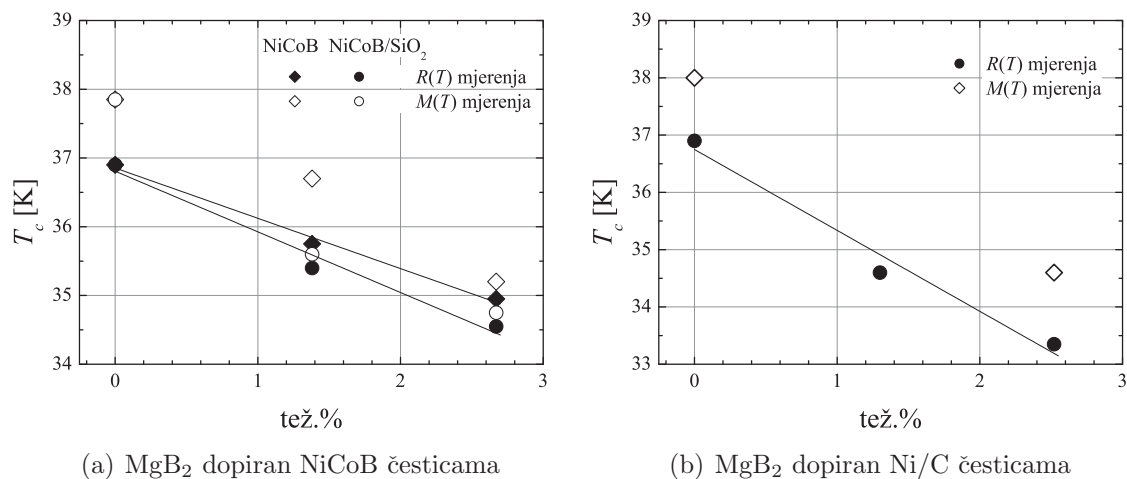 39
38
37
36
35
34
T_c [K]
NiCoB NiCoB/SiO₂
R(T) mjerenja
M(T) mjerenja
0 1 2 3
tež.%
(a) MgB₂ dopiran NiCoB česticama
39
38
37
36
35
34
33
T_c [K]
R(T) mjerenja
M(T) mjerenja
0 1 2 3
tež.%
(b) MgB₂ dopiran Ni/C česticama